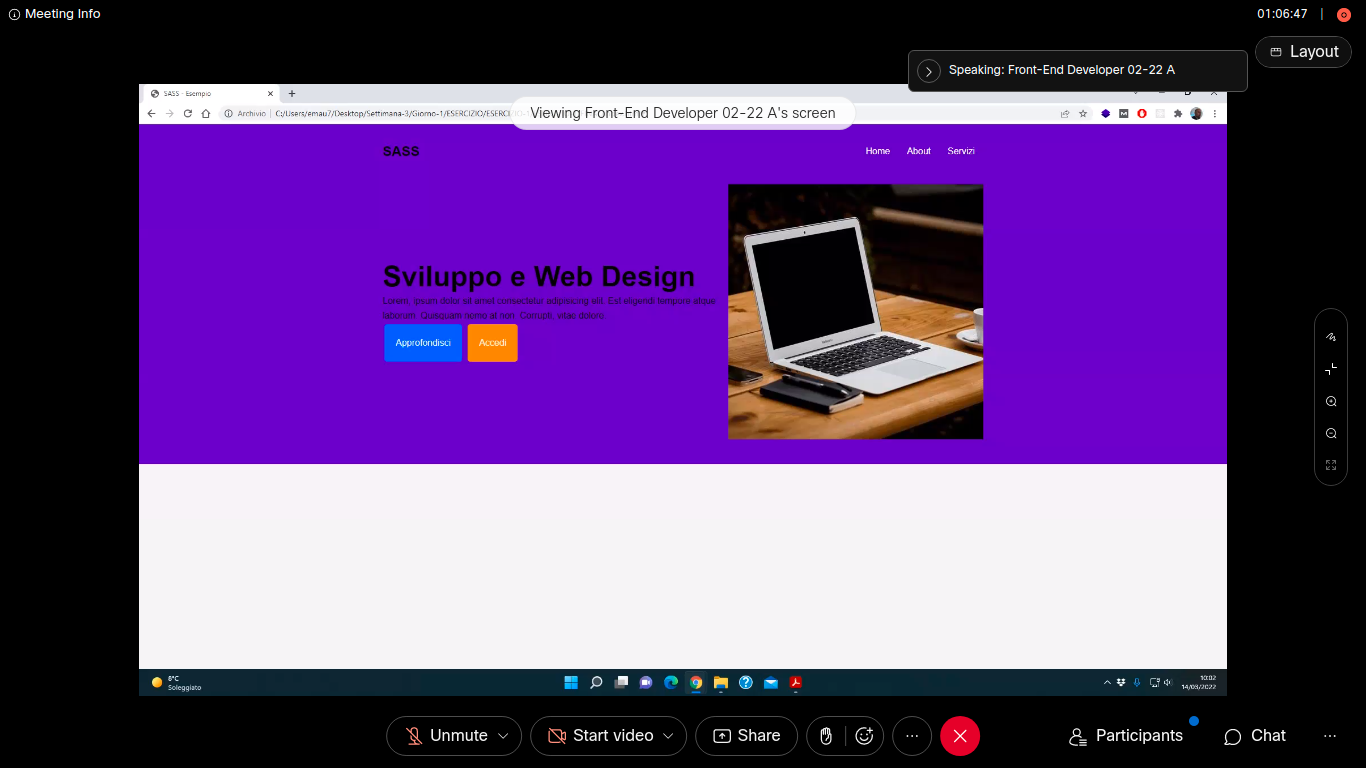 Meeting Info
01:06:47
Layout
Speaking: Front-End Developer 02-22 A
SASS - Esempio
Archivio
C:/Users/emau7/Desktop/Settimana-3/Giorno-1/ESERCIZIO/ESERCI
Viewing Front-End Developer 02-22 A's screen
SASS
Home About Servizi
Sviluppo e Web Design
Lorem, ipsum dolor sit amet consectetur adipisicing elit. Est eligendi tempore atque
laborum. Quisquam nemo at non. Corrupti, vitae dolore.
Approfondisci Accedi
8°C
Soleggiato
10:02
14/03/2022
Unmute Start video Share Participants Chat